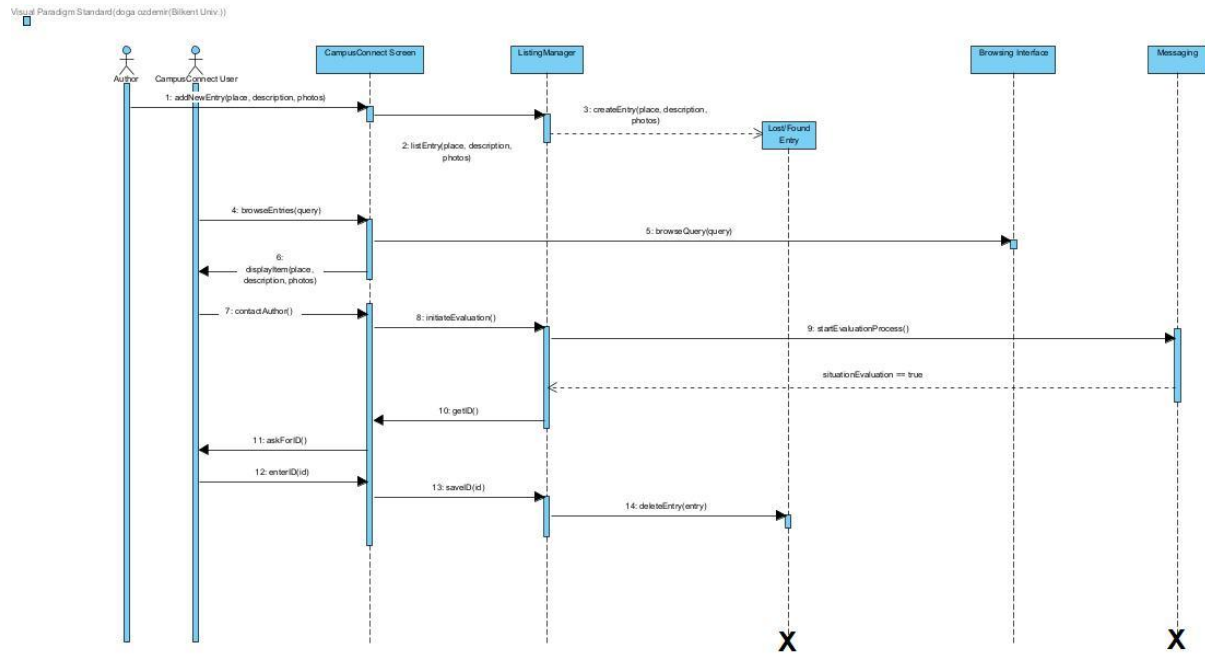 Visual Paradigm Standard(doga ozdemir(Bilkent Univ.))
Author
CampusConnect User
CampusConnect Screen
ListingManager
Browsing Interface
Messaging
1: addNewEntry(place, description, photos)
2: listEntry(place, description,
photos)
3: createEntry(place, description,
photos)
Lost/Found
Entry
4: browseEntries(query)
5: browseQuery(query)
6:
displayItem(place,
description, photos)
7: contactAuthor()
8: initiateEvaluation()
9: startEvaluationProcess()
situationEvaluation == true
10: getID()
11: askForID()
12: enterID(id)
13: saveID(id)
14: deleteEntry(entry)
X
X